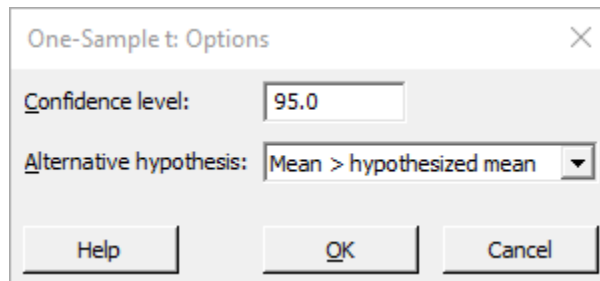 One-Sample t: Options
Confidence level: 95.0
Alternative hypothesis: Mean > hypothesized mean
Help OK Cancel